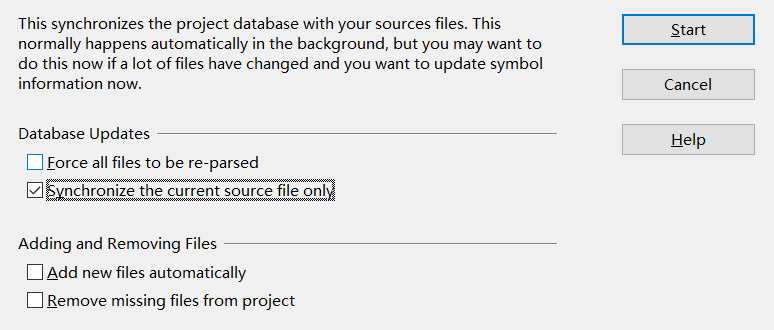 This synchronizes the project database with your sources files. This
normally happens automatically in the background, but you may want to
do this now if a lot of files have changed and you want to update symbol
information now.
Start
Cancel
Help
Database Updates
Force all files to be re-parsed
Synchronize the current source file only
Adding and Removing Files
Add new files automatically
Remove missing files from project